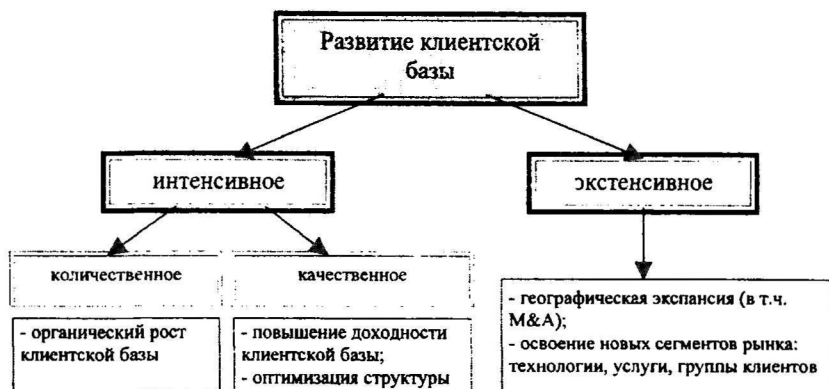 Развитие клиентской
базы
интенсивное
экстенсивное
количественное
качественное
- органический рост
клиентской базы
- повышение доходности
клиентской базы;
- оптимизация структуры
- географическая экспансия (в т.ч.
M&A);
- освоение новых сегментов рынка:
технологии, услуги, группы клиентов